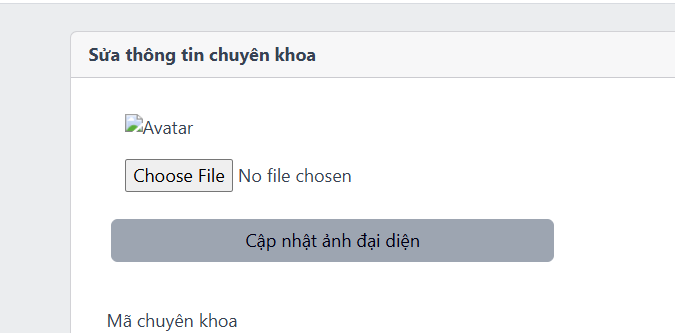 Sửa thông tin chuyên khoa
Avatar
Choose File No file chosen
Cập nhật ảnh đại diện
Mã chuyên khoa